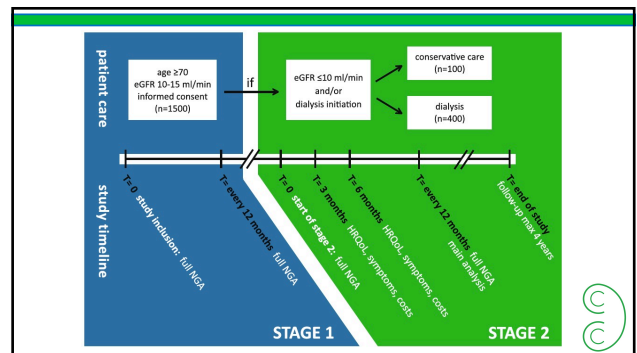 patient care
age ≥70
eGFR 10-15 ml/min
informed consent
(n=1500)
if
eGFR ≤10 ml/min
and/or
dialysis initiation
conservative care
(n=100)
dialysis
(n=400)
study timeline
T= 0 study inclusion: full NGA
T= every 12 months full NGA
T= 0 start of stage 2: full NGA
T= 3 months HRQoL, symptoms, costs
T= 6 months HRQoL, symptoms, costs
T= every 12 months full NGA
main analysis
T= end of study
follow-up max 4 years
STAGE 1
STAGE 2